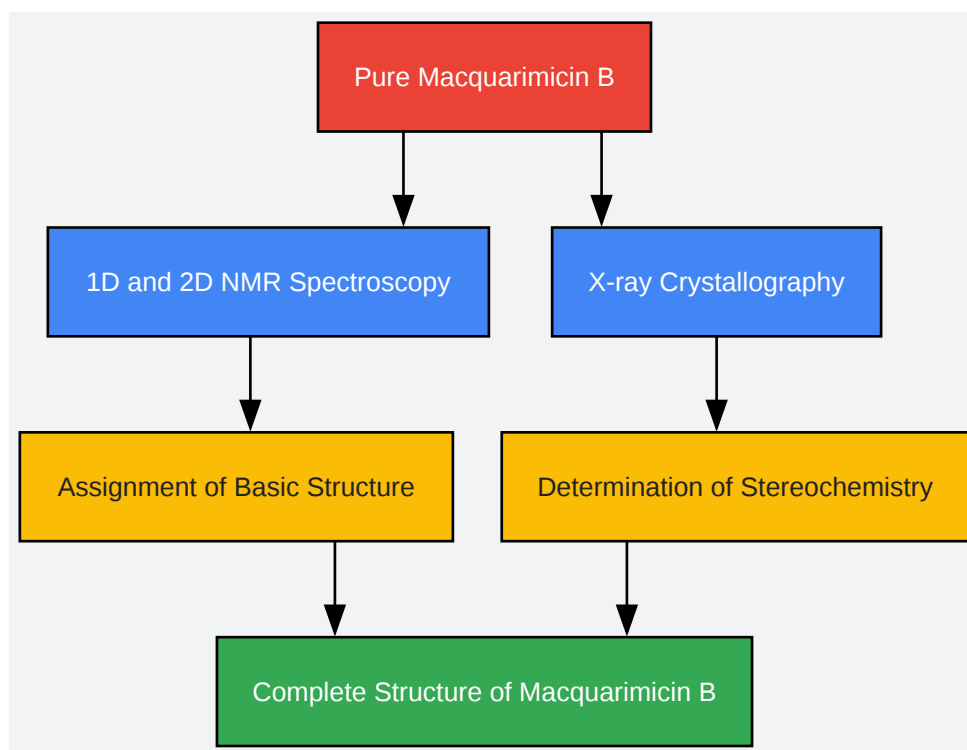 Pure Macquarimicin B
1D and 2D NMR Spectroscopy
X-ray Crystallography
Assignment of Basic Structure
Determination of Stereochemistry
Complete Structure of Macquarimicin B